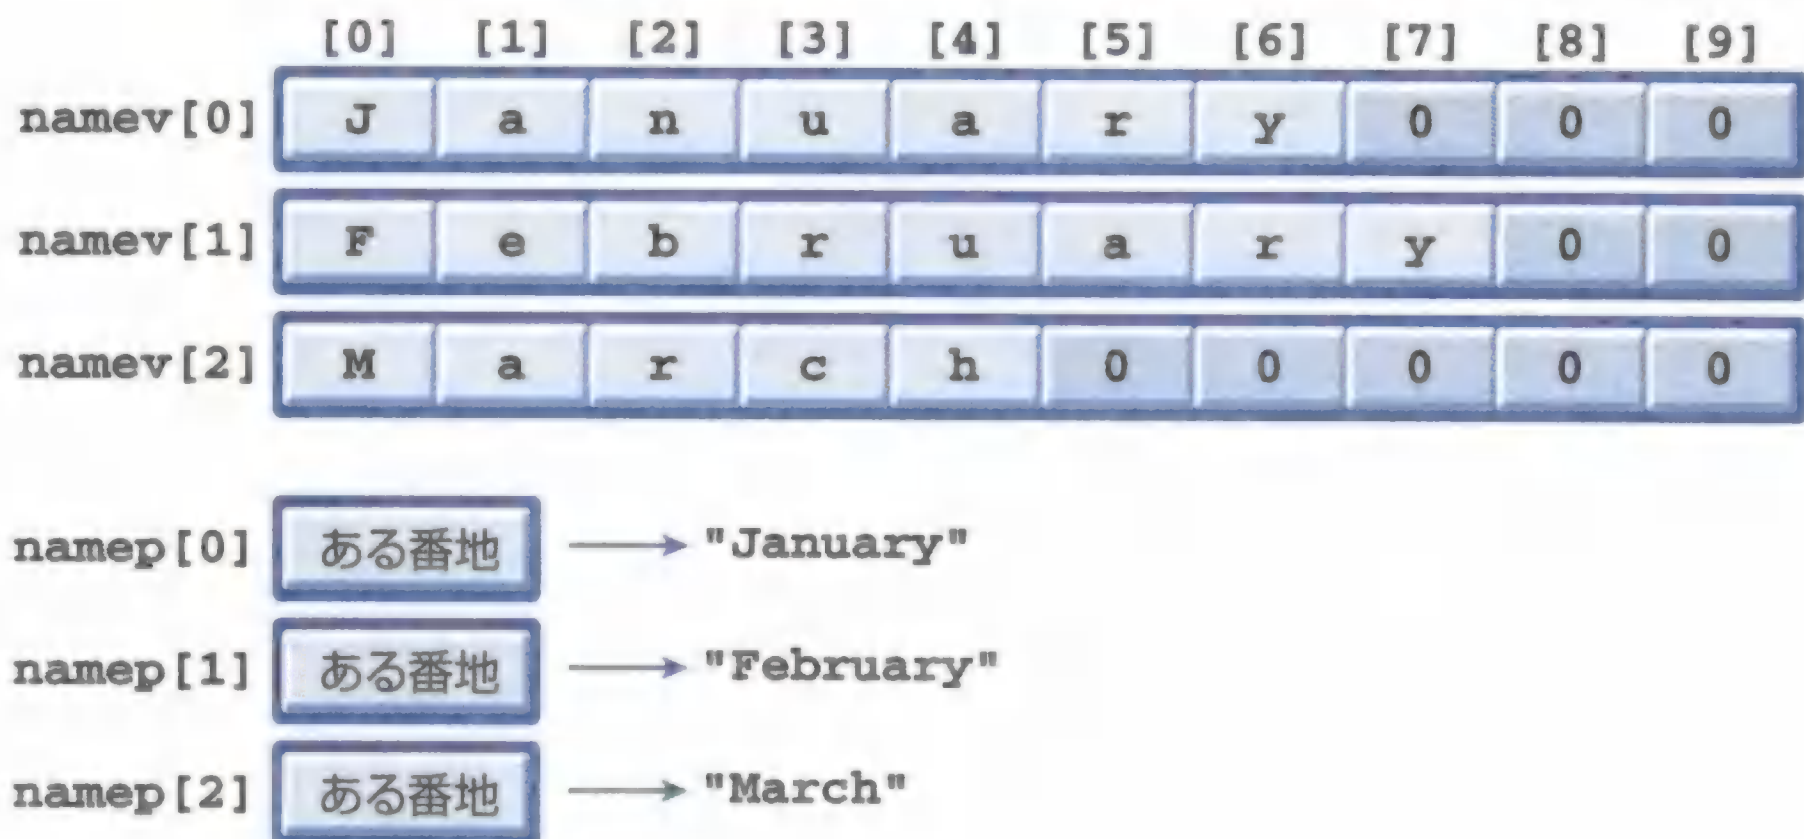 [0] [1] [2] [3] [4] [5] [6] [7] [8] [9]
namev[0] J a n u a r y 0 0 0
namev[1] F e b r u a r y 0 0
namev[2] M a r c h 0 0 0 0 0
namep[0] ある番地 → "January"
namep[1] ある番地 → "February"
namep[2] ある番地 → "March"